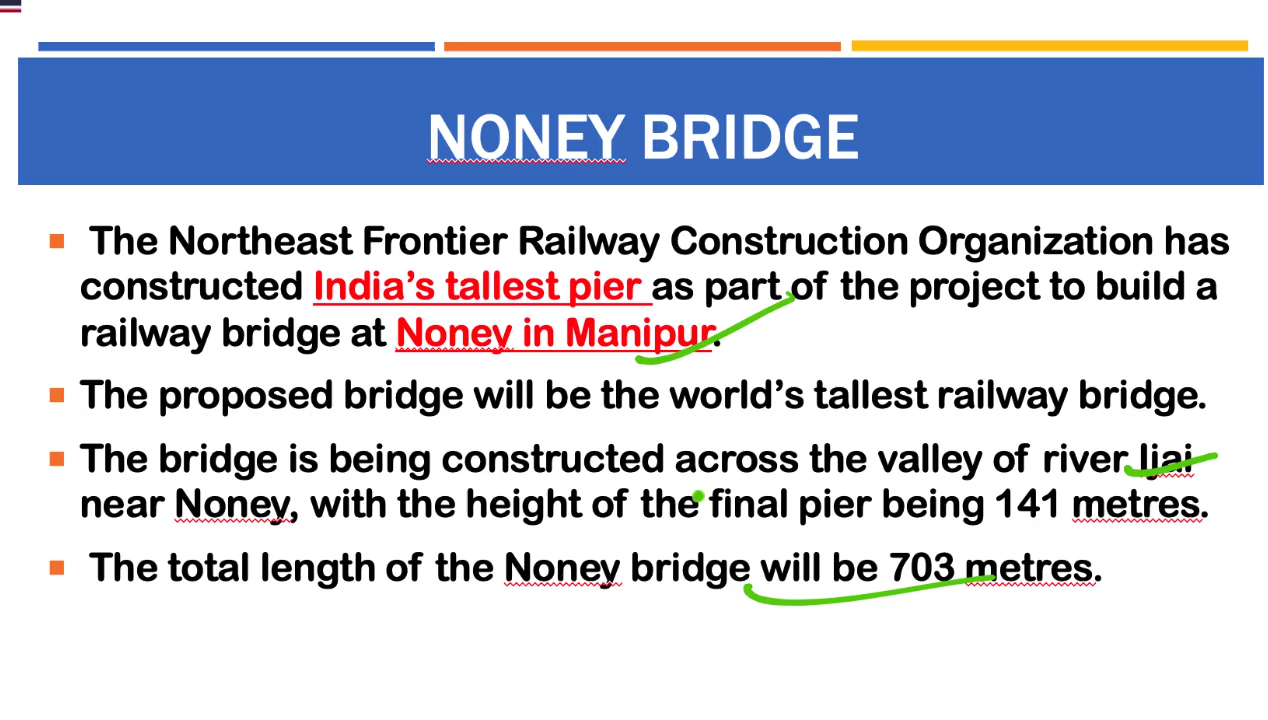 NONEY BRIDGE
The Northeast Frontier Railway Construction Organization has
constructed India's tallest pier as part of the project to build a
railway bridge at Noney in Manipur.
The proposed bridge will be the world's tallest railway bridge.
The bridge is being constructed across the valley of river Ijai
near Noney, with the height of the final pier being 141 metres.
The total length of the Noney bridge will be 703 metres.